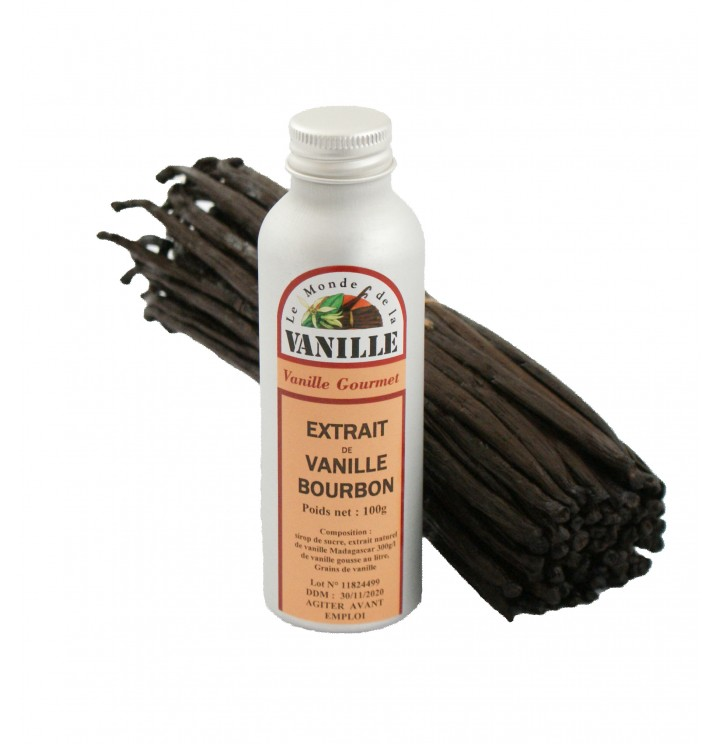 Le Monde de la
VANILLE
Vanille Gourmet
EXTRAIT
DE
VANILLE
BOURBON
Poids net : 100g
Composition :
sirop de sucre, extrait naturel
de vanille Madagascar 300g/l
de vanille gousse au litre,
Grains de vanille
Lot N° 11824499
DDM : 30/11/2020
AGITER AVANT
EMPLOI